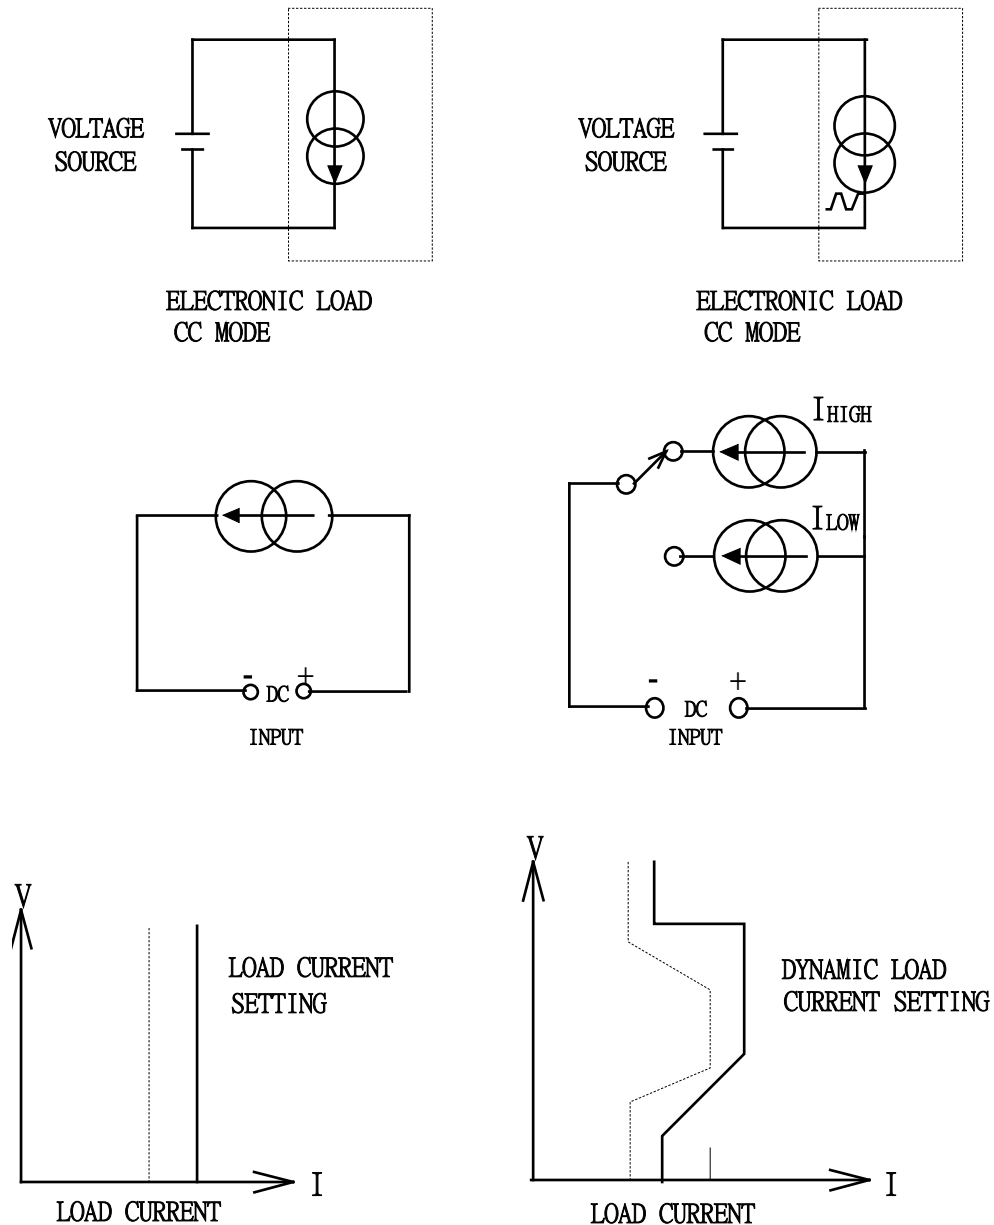 VOLTAGE
SOURCE
ELECTRONIC LOAD
CC MODE
VOLTAGE
SOURCE
ELECTRONIC LOAD
CC MODE
- DC +
INPUT
IHIGH
ILOW
- DC +
INPUT
V
LOAD CURRENT
SETTING
I
LOAD CURRENT
V
DYNAMIC LOAD
CURRENT SETTING
I
LOAD CURRENT